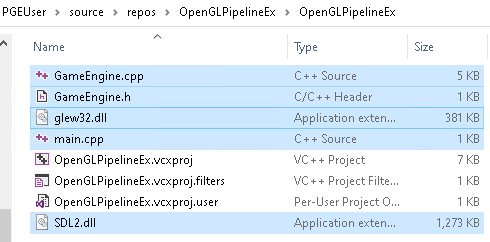 PGEUser › source › repos › OpenGLPipelineEx › OpenGLPipelineEx
Name Type Size
GameEngine.cpp C++ Source 5 KB
GameEngine.h C/C++ Header 1 KB
glew32.dll Application exten... 381 KB
main.cpp C++ Source 1 KB
OpenGLPipelineEx.vcxproj VC++ Project 7 KB
OpenGLPipelineEx.vcxproj.filters VC++ Project Filte... 1 KB
OpenGLPipelineEx.vcxproj.user Per-User Project O... 1 KB
SDL2.dll Application exten... 1,273 KB